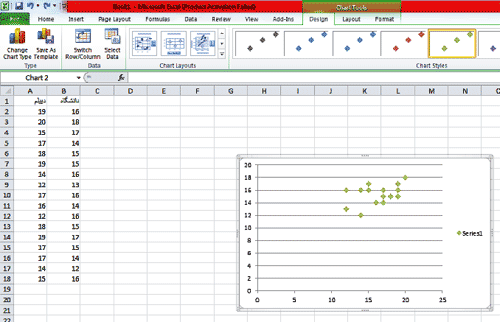 Book1 - Microsoft Excel (Product Activation Failed) Chart Tools
Home Insert Page Layout Formulas Data Review View Add-Ins Design Layout Format
Change Chart Type Save As Template Switch Row/Column Select Data
Type Data Chart Layouts Chart Styles
Chart 2 fx
A B C D E F G H I J K L M N
1 دیپلم دانشگاه
2 19 16
3 20 18
4 15 17
5 17 14
6 18 15
7 19 15
8 14 16
9 12 13
10 17 16
11 16 14
12 12 16
13 18 15
14 19 17
15 17 15
16 17 14
17 14 12
18 15 16
19
20
21
22
20
18
16
14
12
10
8
6
4
2
0
0 5 10 15 20 25
Series1